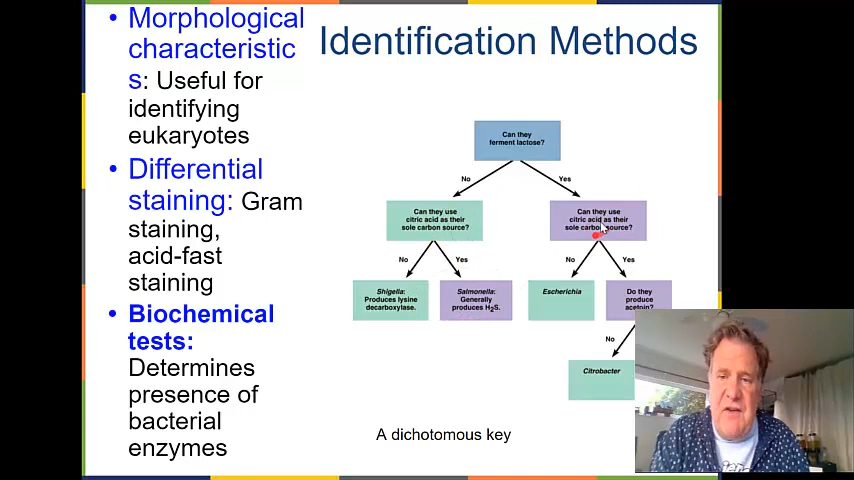 Identification Methods
• Morphological
characteristic
s: Useful for
identifying
eukaryotes
• Differential
staining: Gram
staining,
acid-fast
staining
• Biochemical
tests:
Determines
presence of
bacterial
enzymes
Can they
ferment lactose?
No
Yes
Can they use
citric acid as their
sole carbon source?
Can they use
citric acid as their
sole carbon source?
No
Yes
No
Yes
Shigella:
Produces lysine
decarboxylase.
Salmonella:
Generally
produces H2S.
Escherichia
Do they
produce
acetoin?
No
Citrobacter
A dichotomous key